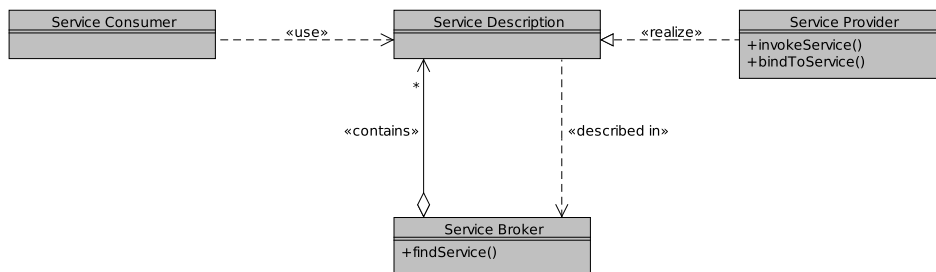 Service Consumer
«use»
Service Description
«realize»
Service Provider
+invokeService()
+bindToService()
*
«contains»
«described in»
Service Broker
+findService()